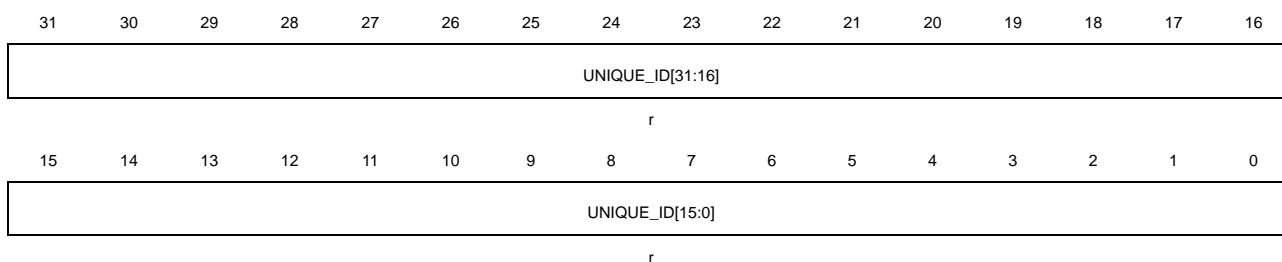 31 30 29 28 27 26 25 24 23 22 21 20 19 18 17 16
UNIQUE_ID[31:16]
r
15 14 13 12 11 10 9 8 7 6 5 4 3 2 1 0
UNIQUE_ID[15:0]
r